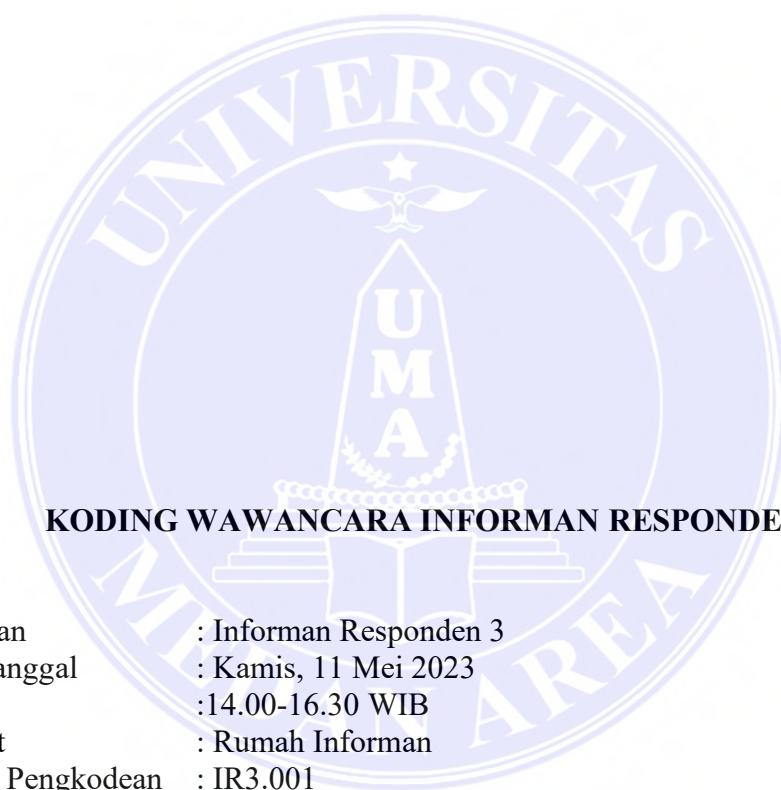 UNIVERSITAS
UMA
KODING WAWANCARA INFORMAN RESPONDE
an : Informan Responden 3
anggal : Kamis, 11 Mei 2023
:14.00-16.30 WIB
t : Rumah Informan
Pengkodean : IR3.001
MEDAN AREA